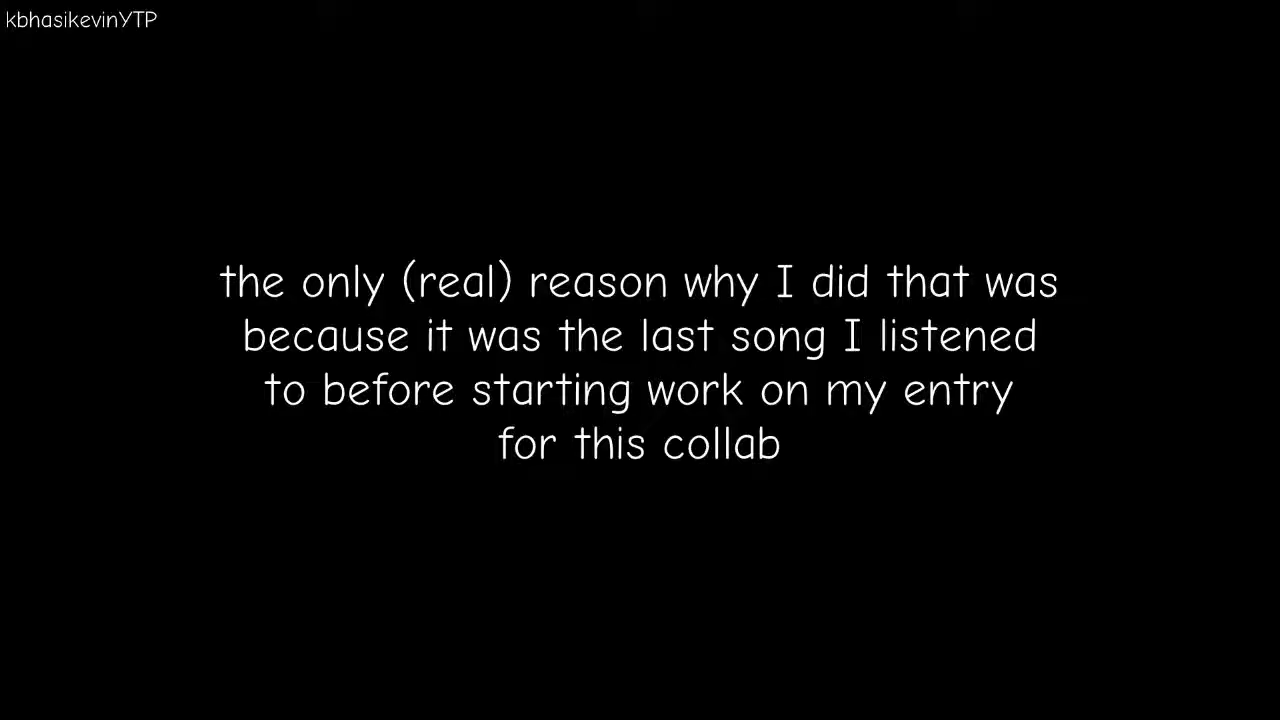 kbhasikevinYTP
the only (real) reason why I did that was
because it was the last song I listened
to before starting work on my entry
for this collab